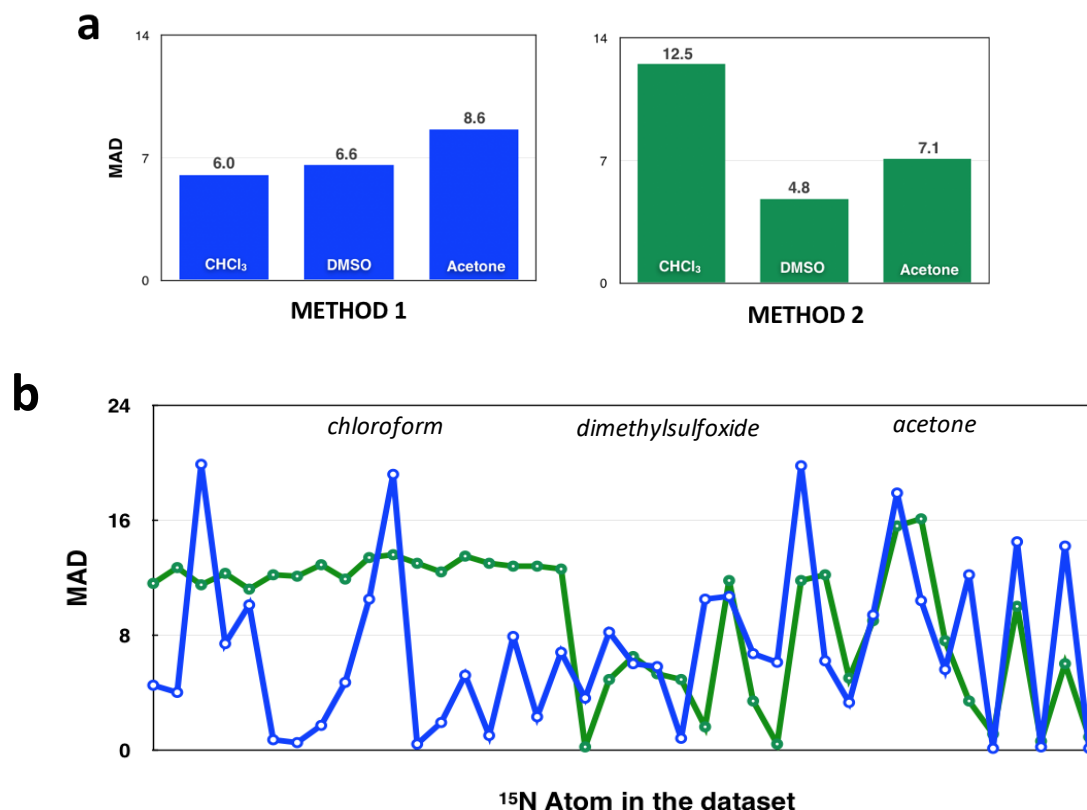 a
14
7
0
MAD
6.0
6.6
8.6
CHCl₃
DMSO
Acetone
METHOD 1
14
7
0
12.5
4.8
7.1
CHCl₃
DMSO
Acetone
METHOD 2
b
24
16
8
0
MAD
chloroform
dimethylsulfoxide
acetone
¹⁵N Atom in the dataset